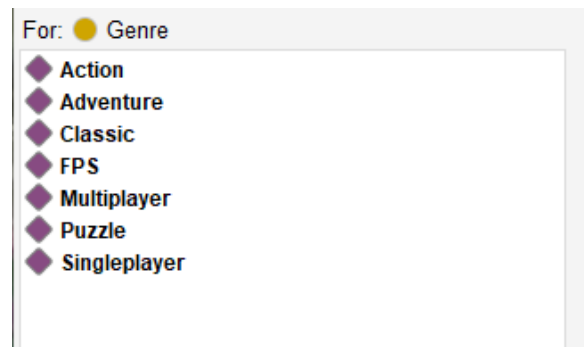 For: Genre
Action
Adventure
Classic
FPS
Multiplayer
Puzzle
Singleplayer